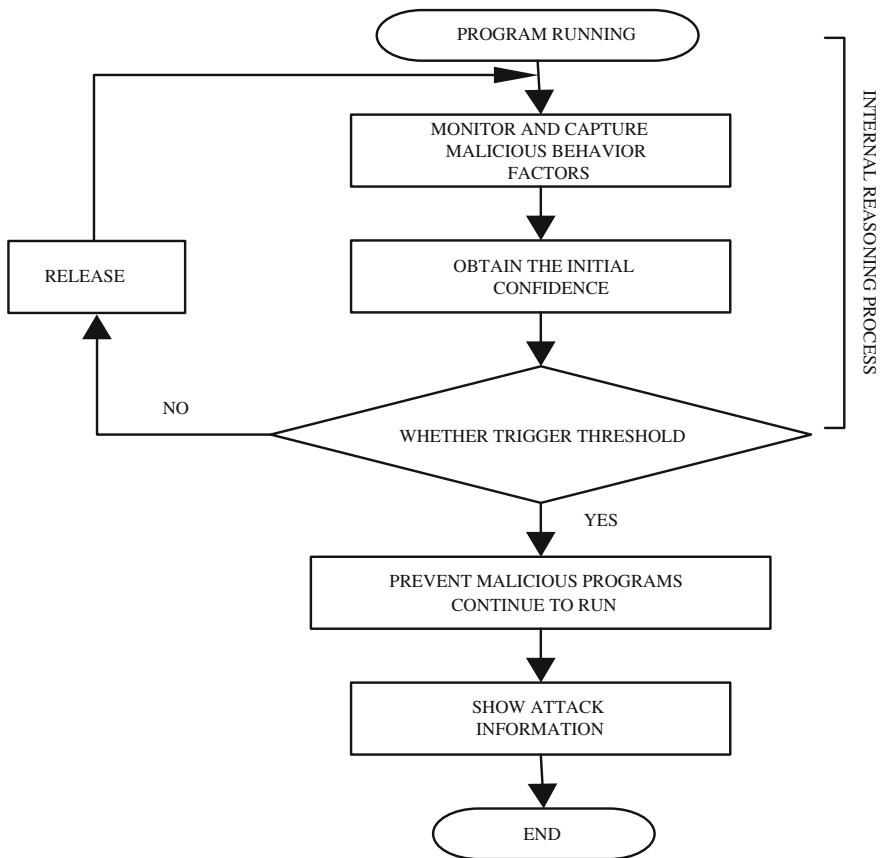 PROGRAM RUNNING
MONITOR AND CAPTURE
MALICIOUS BEHAVIOR
FACTORS
INTERNAL REASONING PROCESS
RELEASE
OBTAIN THE INITIAL
CONFIDENCE
NO
WHETHER TRIGGER THRESHOLD
YES
PREVENT MALICIOUS PROGRAMS
CONTINUE TO RUN
SHOW ATTACK
INFORMATION
END